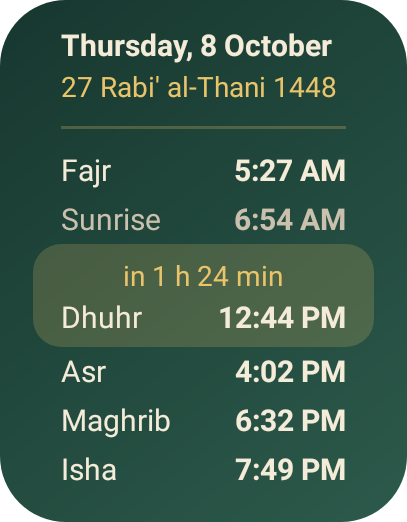 Thursday, 8 October
27 Rabi' al-Thani 1448
Fajr 5:27 AM
Sunrise 6:54 AM
in 1 h 24 min
Dhuhr 12:44 PM
Asr 4:02 PM
Maghrib 6:32 PM
Isha 7:49 PM